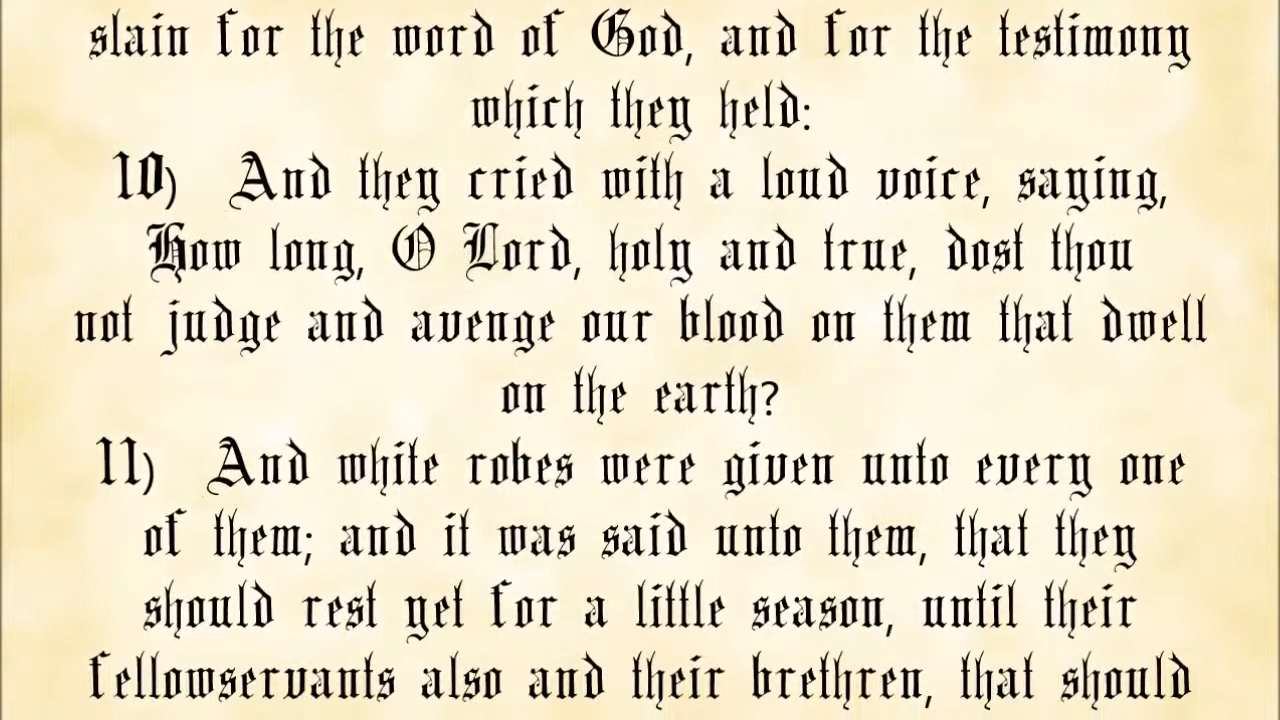 slain for the word of God, and for the testimony
which they held:
10) And they cried with a loud voice, saying,
How long, O Lord, holy and true, dost thou
not judge and avenge our blood on them that dwell
on the earth?
11) And white robes were given unto every one
of them; and it was said unto them, that they
should rest yet for a little season, until their
fellowservants also and their brethren, that should